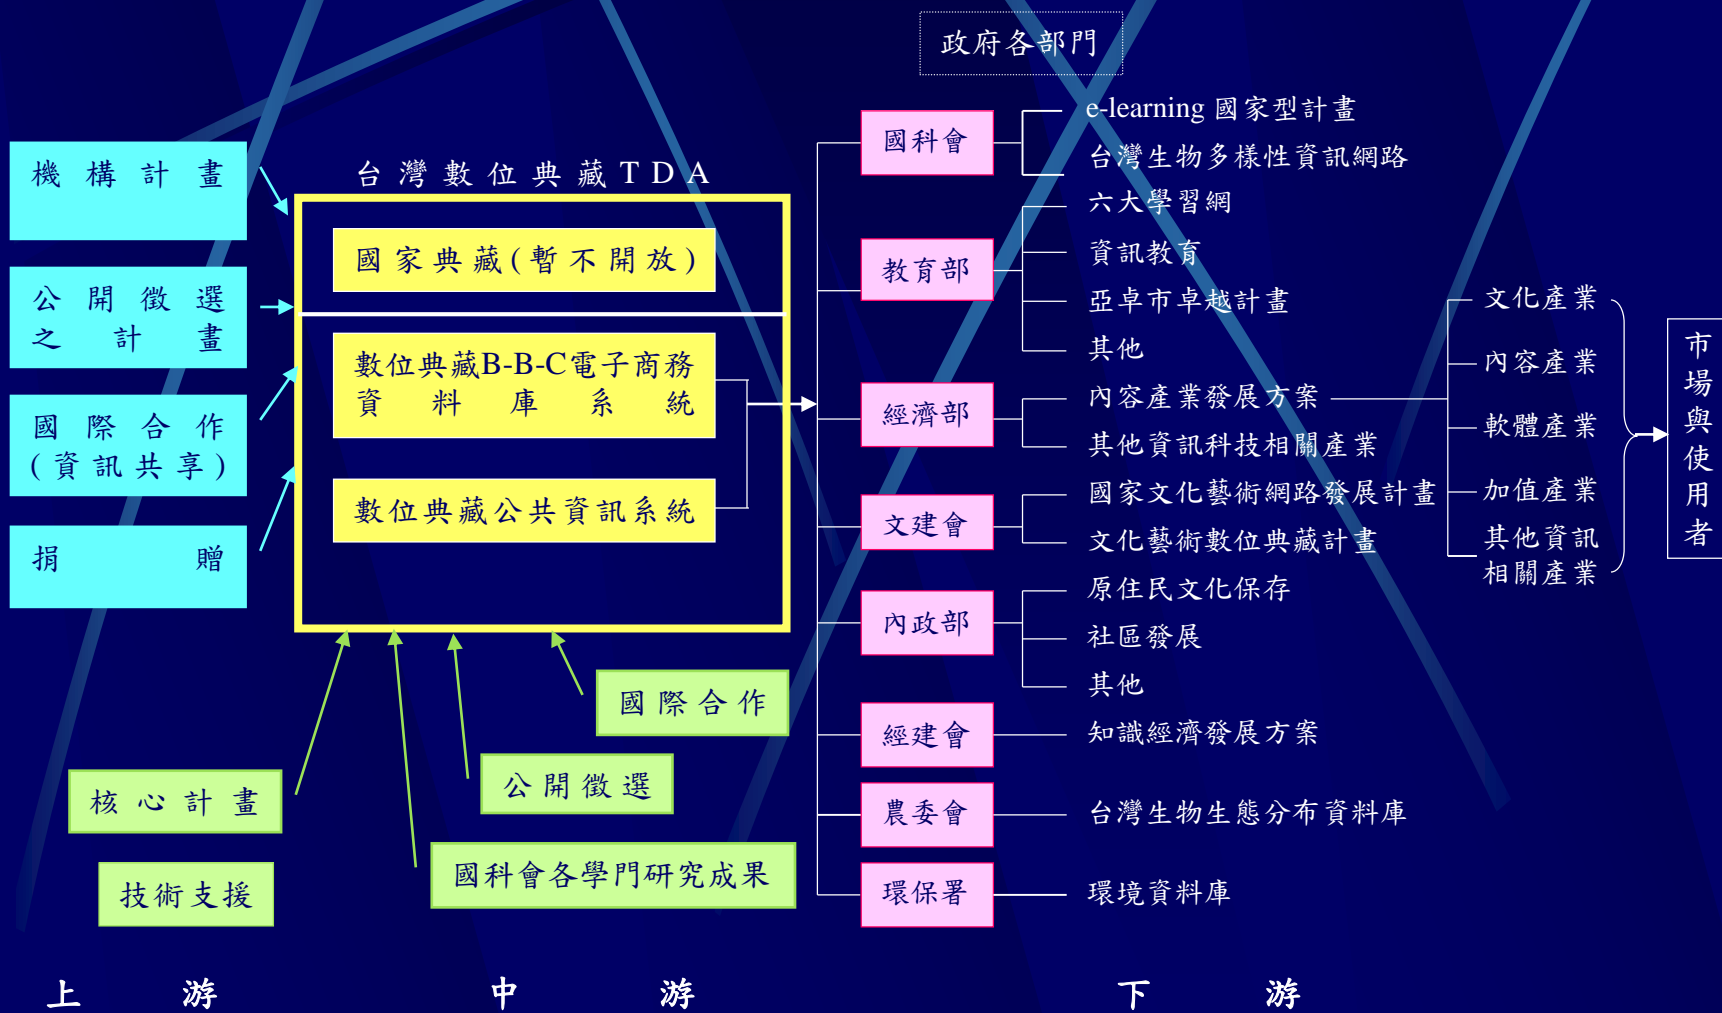 政府各部門
機構計畫
公開徵選
之計畫
國際合作
(資訊共享)
捐贈
台灣數位典藏TDA
國家典藏(暫不開放)
數位典藏B-B-C電子商務
資料庫系統
數位典藏公共資訊系統
國際合作
公開徵選
核心計畫
國科會各學門研究成果
技術支援
國科會
e-learning 國家型計畫
台灣生物多樣性資訊網路
教育部
六大學習網
資訊教育
亞卓市卓越計畫
其他
經濟部
內容產業發展方案
其他資訊科技相關產業
文建會
國家文化藝術網路發展計畫
文化藝術數位典藏計畫
內政部
原住民文化保存
社區發展
其他
經建會
知識經濟發展方案
農委會
台灣生物生態分布資料庫
環保署
環境資料庫
文化產業
內容產業
軟體產業
加值產業
其他資訊
相關產業
市場與使用者
上游
中游
下游